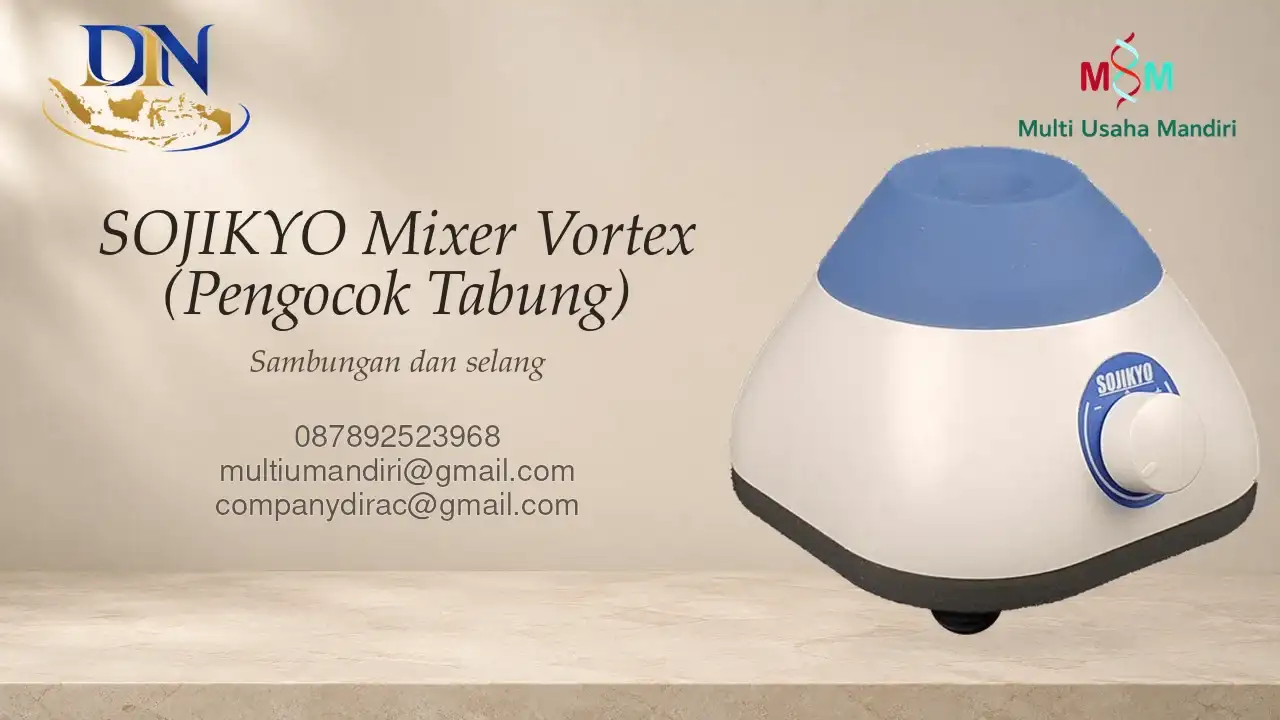 DIN
M M
Multi Usaha Mandiri
SOJIKYO Mixer Vortex
(Pengocok Tabung)
Sambungan dan selang
087892523968
multiumandiri@gmail.com
companydirac@gmail.com
SOJIKYO
- +